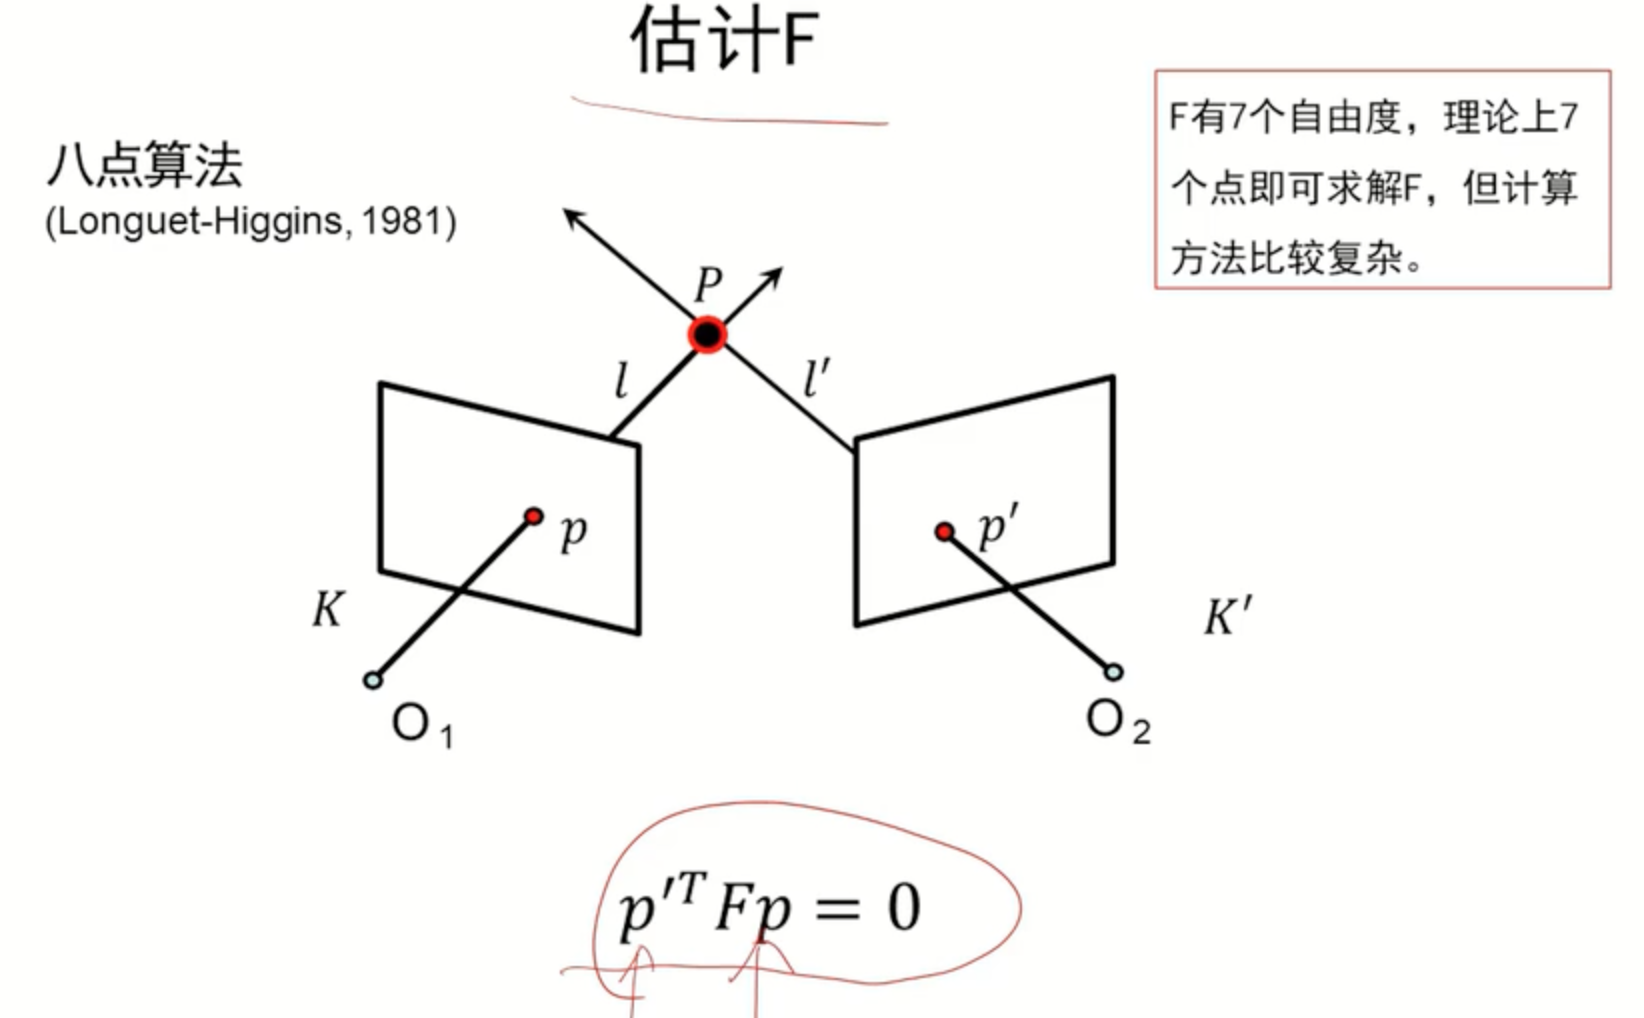 估计F
八点算法
(Longuet-Higgins, 1981)
F有7个自由度，理论上7
个点即可求解F，但计算
方法比较复杂。
P
l
l′
p
p′
K
K′
O₁
O₂
p′ᵀFp = 0